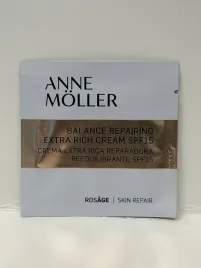 ANNE
MÖLLER
BALANCE REPAIRING
EXTRA RICH CREAM SPF15
CREMA EXTRA RICA REPARADORA
REEQUILIBRANTE SPF15
ROSÂGE | SKIN REPAIR